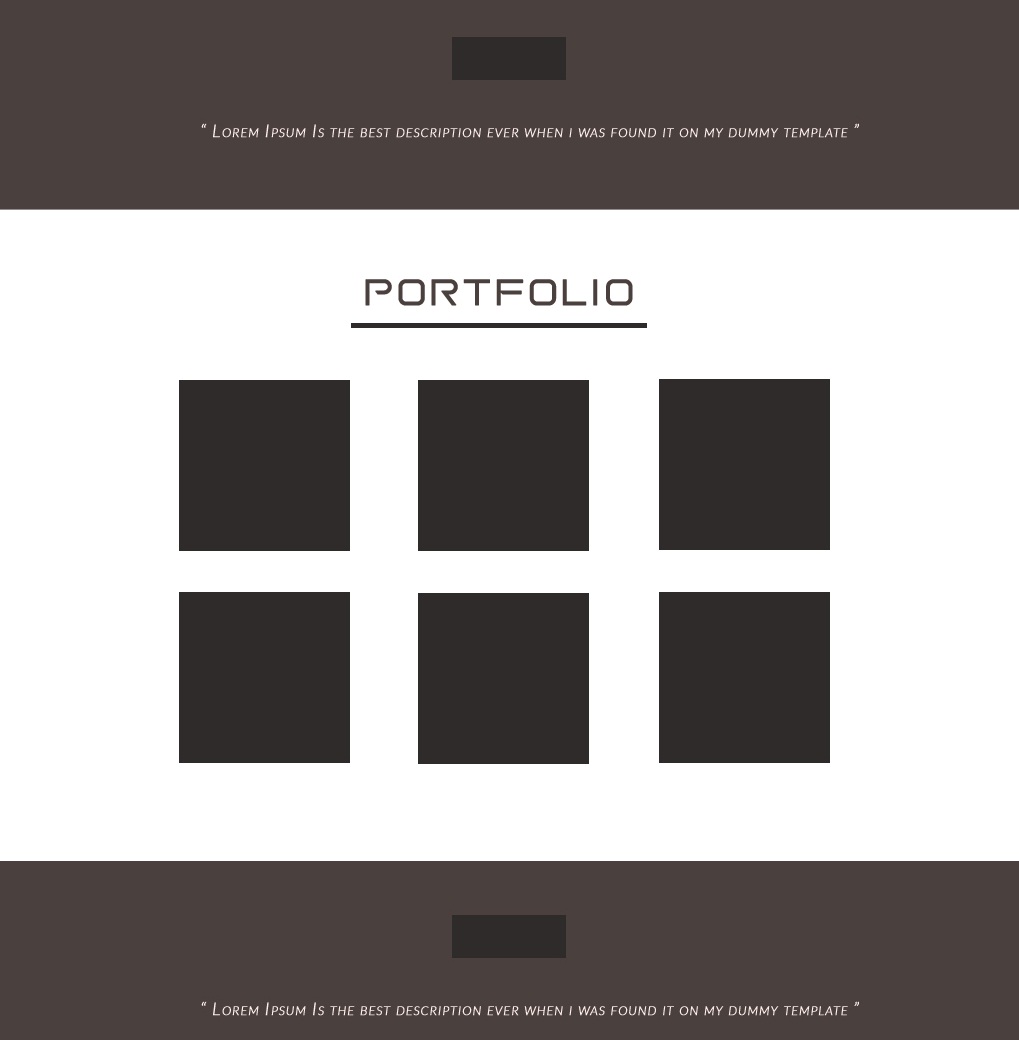 “ Lorem Ipsum Is the best description ever when i was found it on my dummy template ”
PORTFOLIO
“ Lorem Ipsum Is the best description ever when i was found it on my dummy template ”